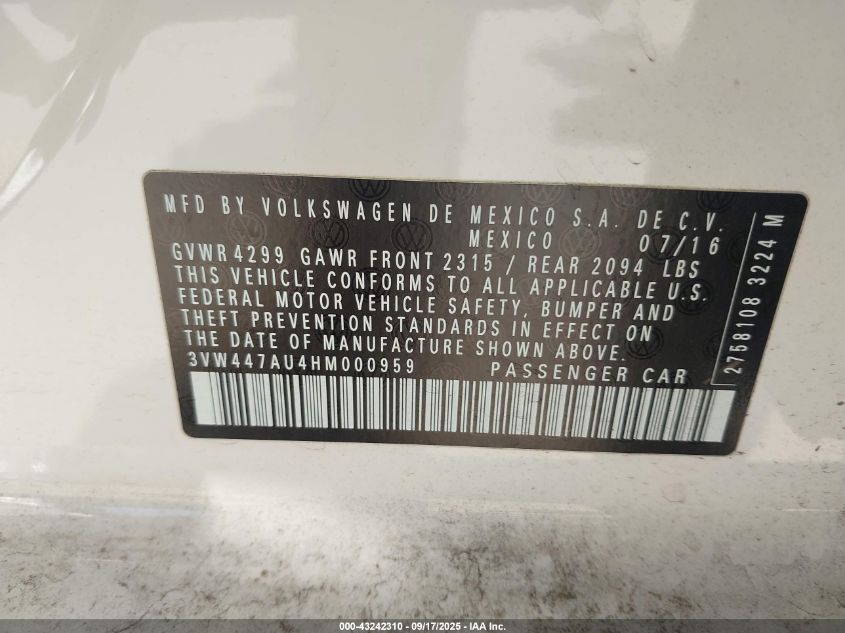 MFD BY VOLKSWAGEN DE MEXICO S.A. DE C.V.
MEXICO 07/16
GVWR 4299 GAWR FRONT 2315 / REAR 2094 LBS
THIS VEHICLE CONFORMS TO ALL APPLICABLE U.S.
FEDERAL MOTOR VEHICLE SAFETY, BUMPER AND
THEFT PREVENTION STANDARDS IN EFFECT ON
THE DATE OF MANUFACTURE SHOWN ABOVE.
3VW447AU4HM000959 PASSENGER CAR
2758108 3224 M
000-43242310 - 09/17/2025 - IAA Inc.